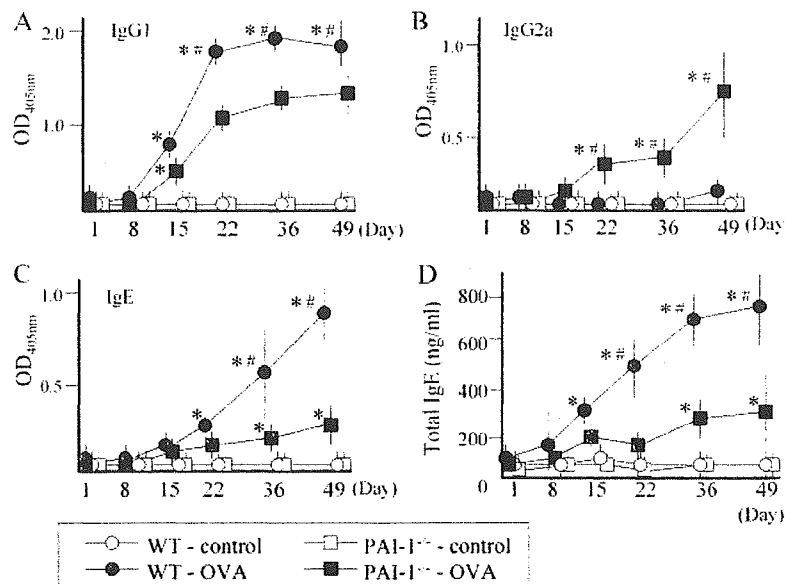 A
IgG1
2.0
1.0
OD405nm
* * # * # * #
*
1 8 15 22 36 49 (Day)
B
IgG2a
1.0
0.5
OD405nm
* # * # * #
1 8 15 22 36 49 (Day)
C
IgE
1.0
0.5
OD405nm
* * # * #
* *
1 8 15 22 36 49
D
800
600
400
200
0
Total IgE (ng/ml)
* * # * # * #
* *
1 8 15 22 36 49
(Day)
WT - control
PAI-1-/- - control
WT - OVA
PAI-1-/- - OVA